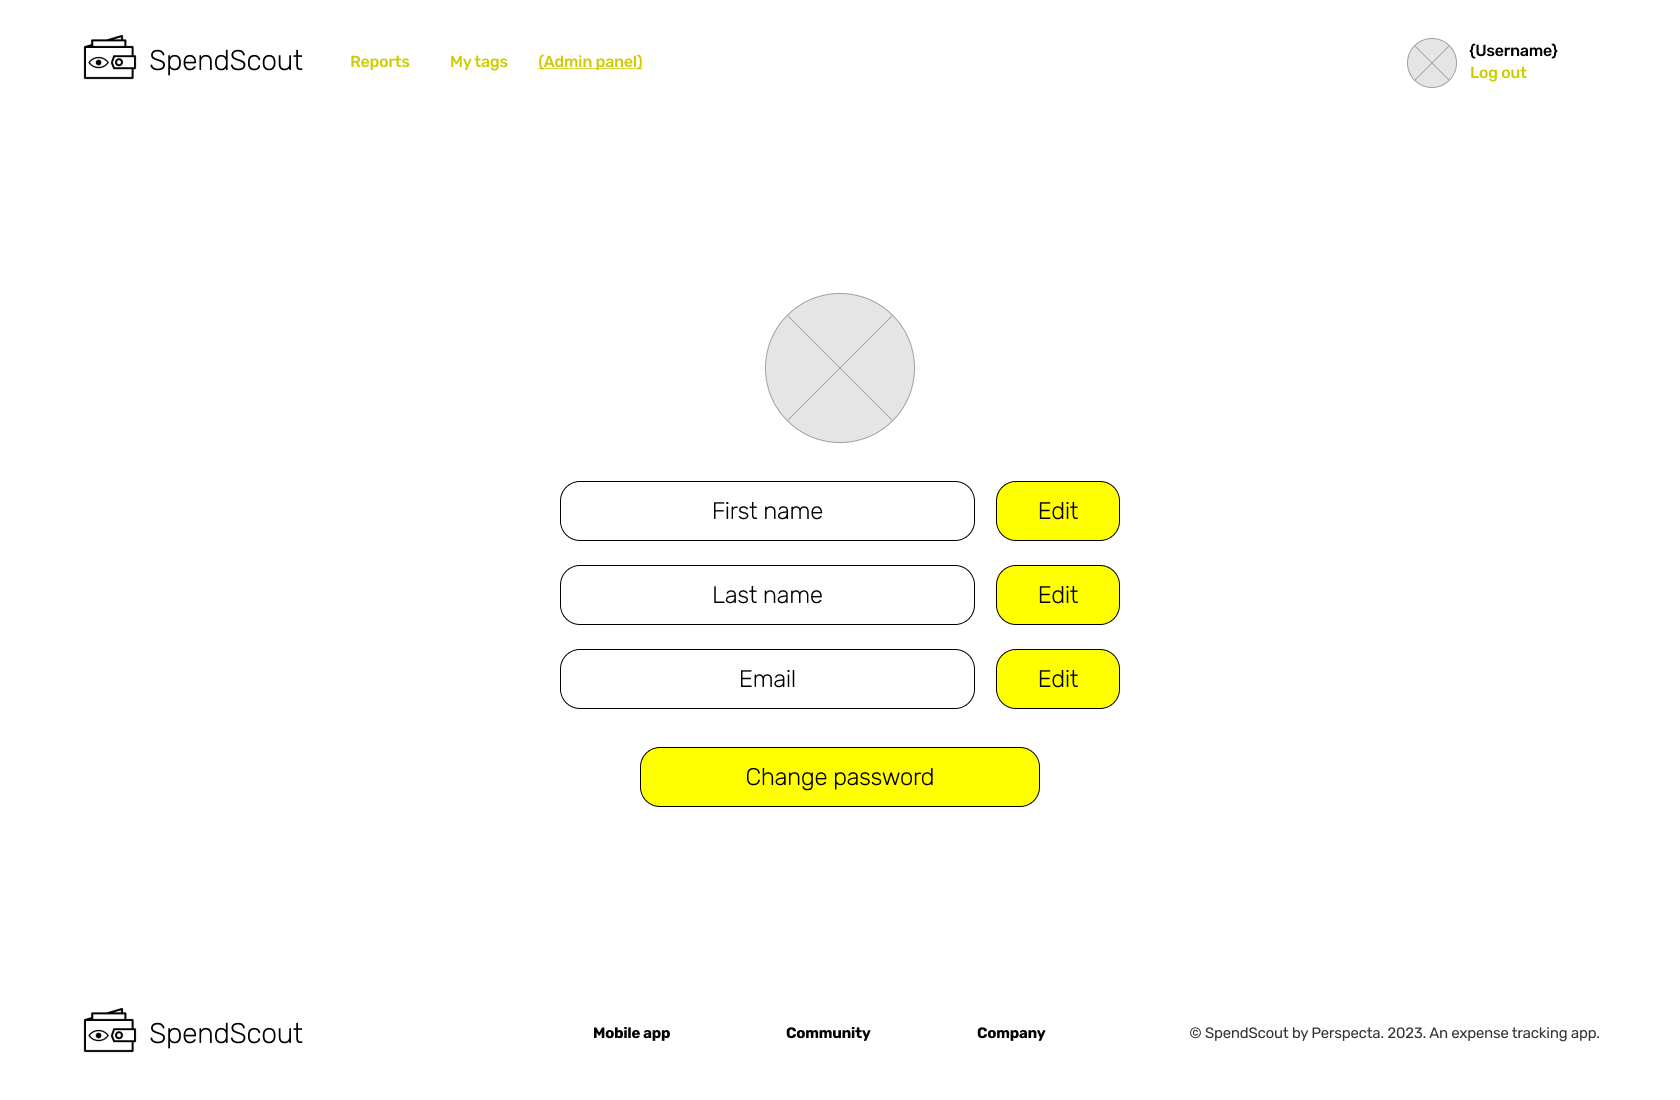 SpendScout
Reports
My tags
(Admin panel)
{Username}
Log out
First name
Edit
Last name
Edit
Email
Edit
Change password
SpendScout
Mobile app
Community
Company
© SpendScout by Perspecta. 2023. An expense tracking app.